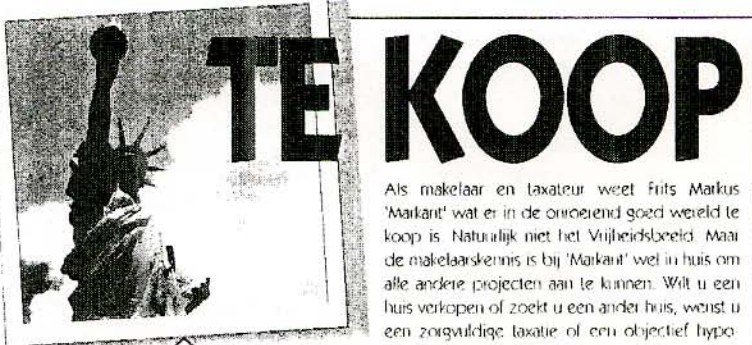 TE KOOP
Als makelaar en taxateur weet Frits Markus
'Markant' wat er in de onroerend goed wereld te
koop is. Natuurlijk niet het Vrijheidsbeeld. Maar
de makelaarskennis is bij 'Markant' wel in huis om
alle andere projecten aan te kunnen. Wilt u een
huis verkopen of zoekt u een ander huis, wenst u
een zorgvuldige taxatie of een objectief hypo-